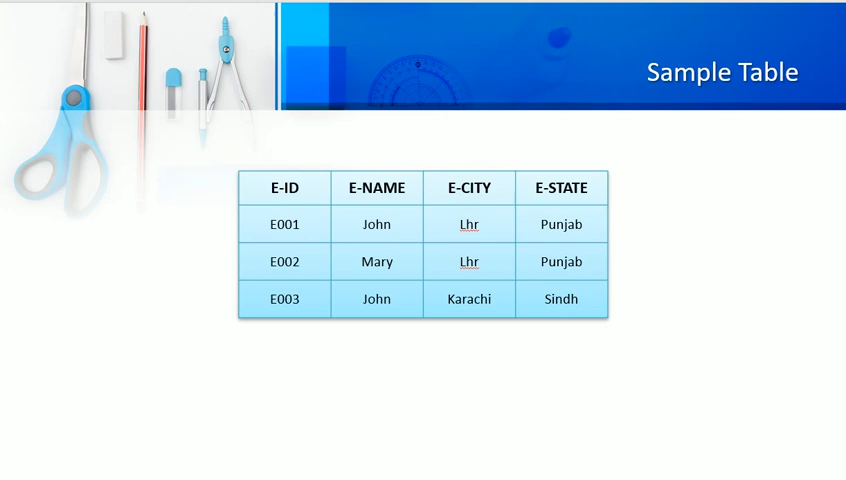 Sample Table
E-ID E-NAME E-CITY E-STATE
E001 John Lhr Punjab
E002 Mary Lhr Punjab
E003 John Karachi Sindh